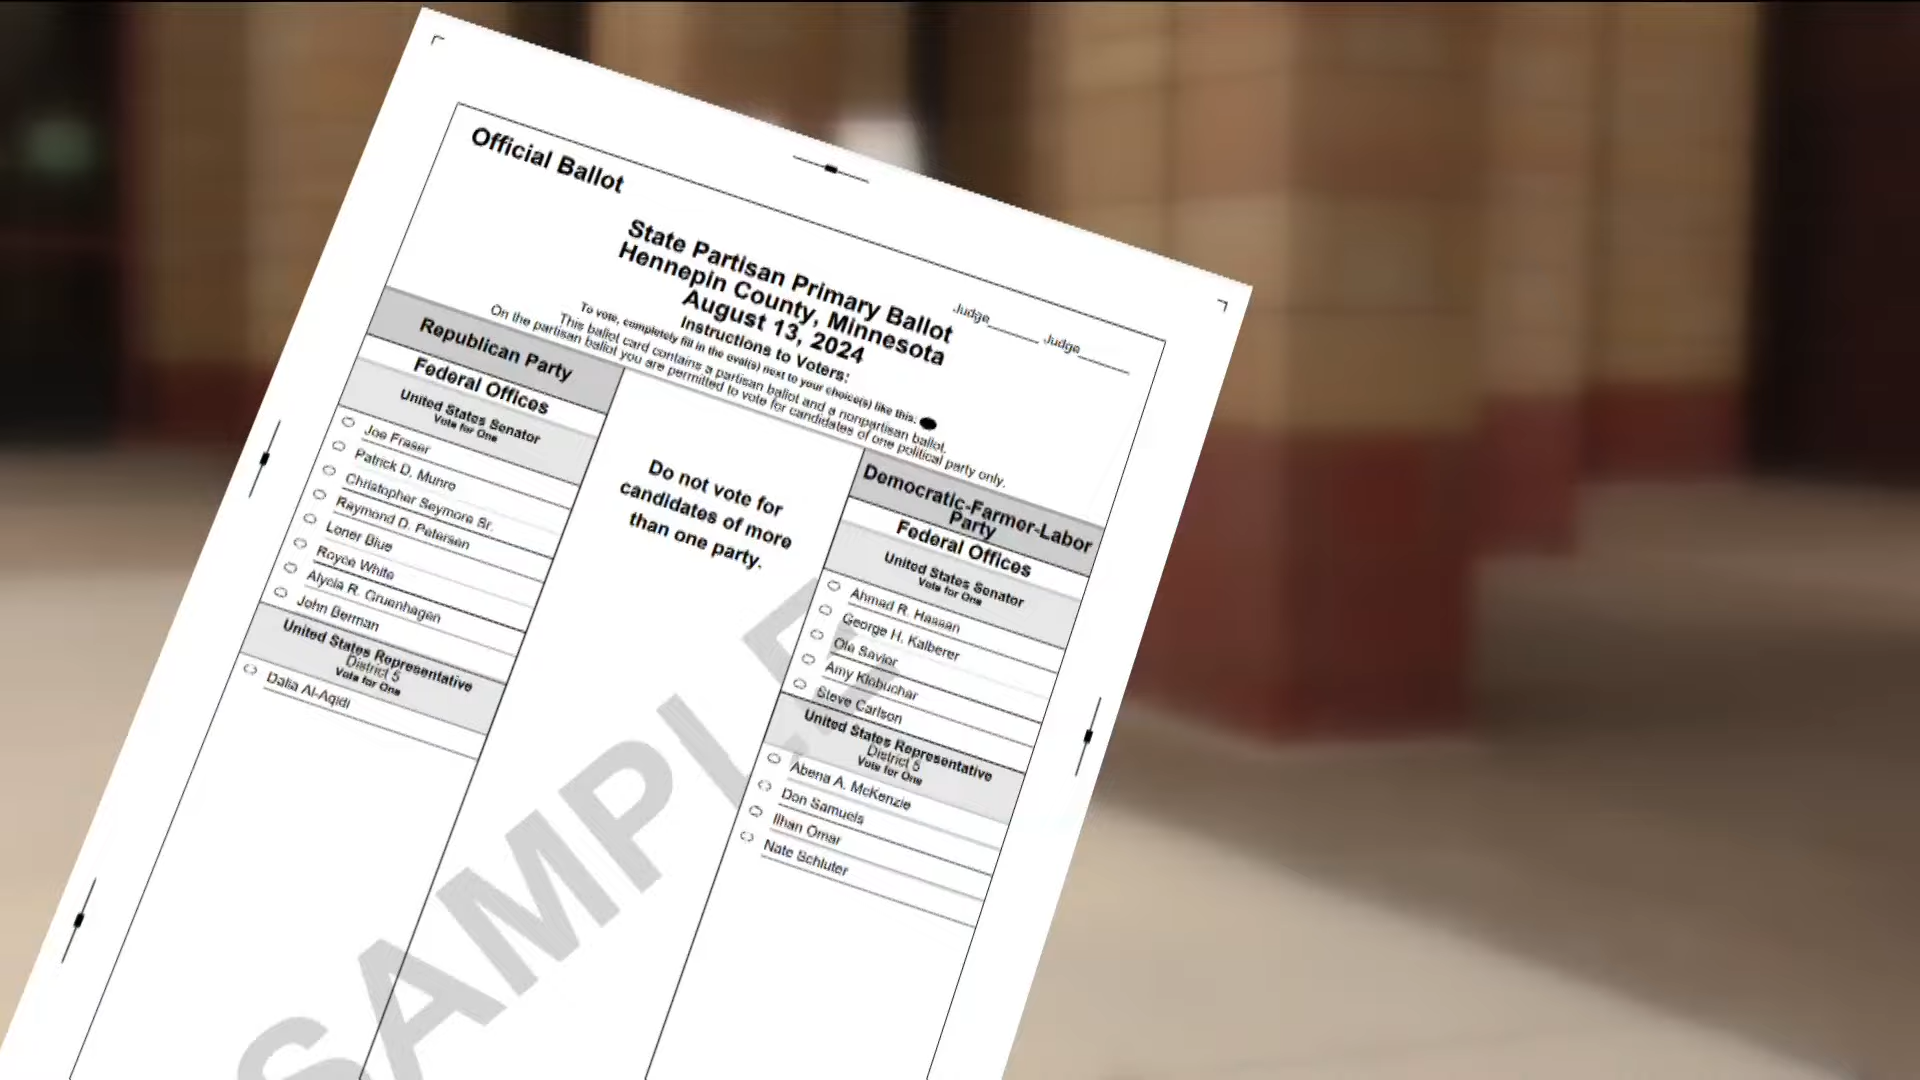 Official Ballot
Judge______ Judge______
State Partisan Primary Ballot
Hennepin County, Minnesota
August 13, 2024
Instructions to Voters:
To vote, completely fill in the oval(s) next to your choice(s) like this:
This ballot card contains a partisan ballot and a nonpartisan ballot.
On the partisan ballot you are permitted to vote for candidates of one political party only.
Republican Party
Federal Offices
United States Senator
Vote for One
Joe Fraser
Patrick D. Munro
Christopher Seymore Sr.
Raymond D. Petersen
Loner Blue
Royce White
Alycia R. Gruenhagen
John Berman
United States Representative
District 5
Vote for One
Dalia Al-Aqidi
Do not vote for
candidates of more
than one party.
Democratic-Farmer-Labor
Party
Federal Offices
United States Senator
Vote for One
Ahmad R. Hassan
George H. Kalberer
Ole Savior
Amy Klobuchar
Steve Carlson
United States Representative
District 5
Vote for One
Abena A. McKenzie
Don Samuels
Ilhan Omar
Nate Schluter
SAMPLE